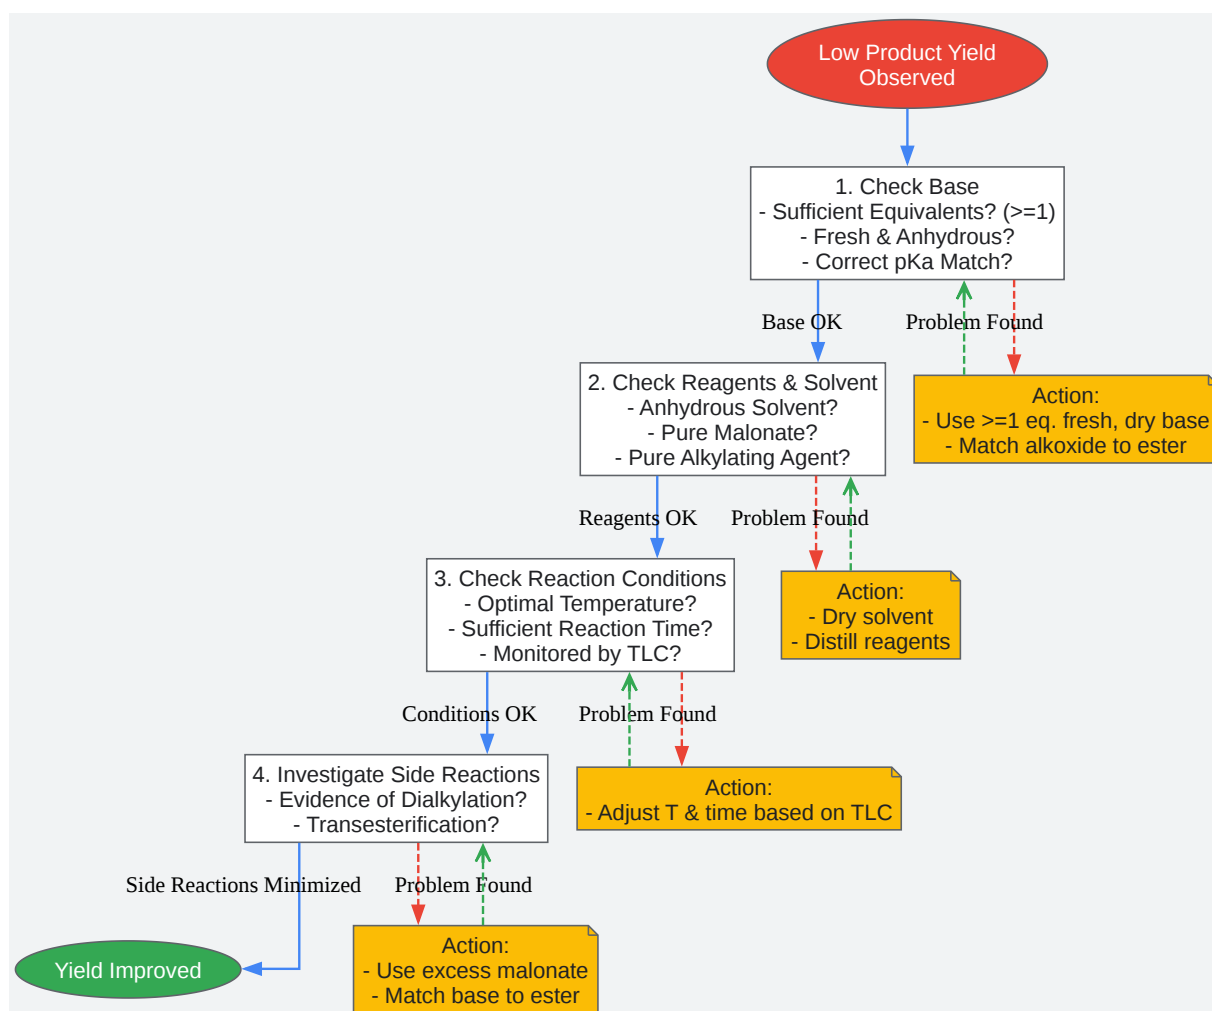 Low Product Yield
Observed
1. Check Base
- Sufficient Equivalents? (>=1)
- Fresh & Anhydrous?
- Correct pKa Match?
Base OK
Problem Found
2. Check Reagents & Solvent
- Anhydrous Solvent?
- Pure Malonate?
- Pure Alkylating Agent?
Action:
- Use >=1 eq. fresh, dry base
- Match alkoxide to ester
Reagents OK
Problem Found
3. Check Reaction Conditions
- Optimal Temperature?
- Sufficient Reaction Time?
- Monitored by TLC?
Action:
- Dry solvent
- Distill reagents
Conditions OK
Problem Found
4. Investigate Side Reactions
- Evidence of Dialkylation?
- Transesterification?
Action:
- Adjust T & time based on TLC
Side Reactions Minimized
Problem Found
Yield Improved
Action:
- Use excess malonate
- Match base to ester